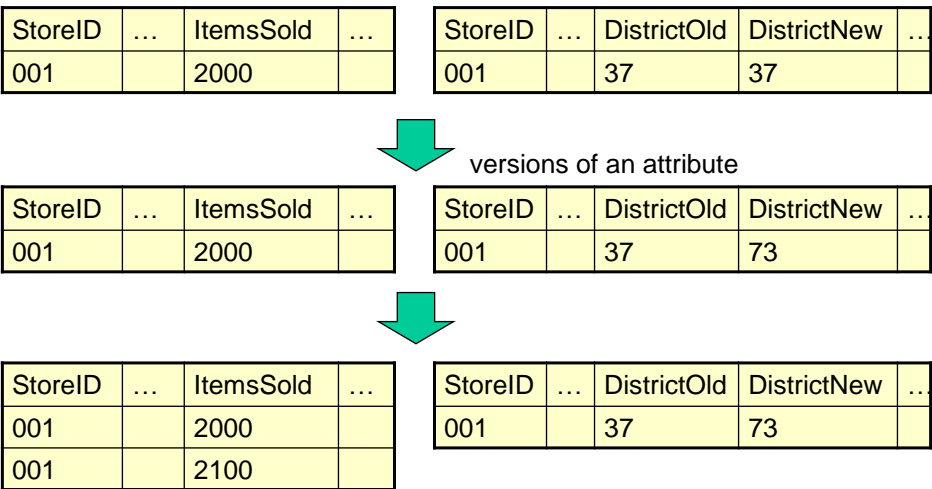 StoreID … ItemsSold … StoreID … DistrictOld DistrictNew …
001 2000 001 37 37
versions of an attribute
StoreID … ItemsSold … StoreID … DistrictOld DistrictNew …
001 2000 001 37 73
StoreID … ItemsSold … StoreID … DistrictOld DistrictNew …
001 2000 001 37 73
001 2100